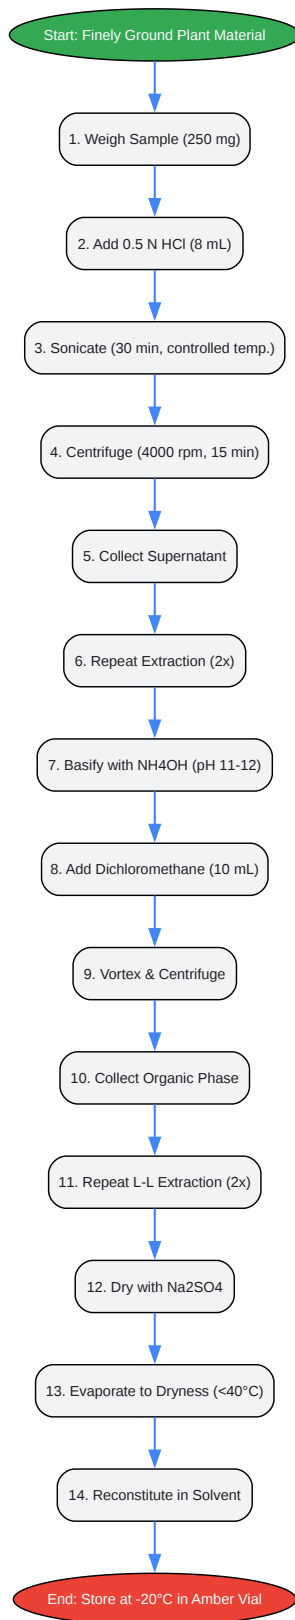 Start: Finely Ground Plant Material
1. Weigh Sample (250 mg)
2. Add 0.5 N HCl (8 mL)
3. Sonicate (30 min, controlled temp.)
4. Centrifuge (4000 rpm, 15 min)
5. Collect Supernatant
6. Repeat Extraction (2x)
7. Basify with NH4OH (pH 11-12)
8. Add Dichloromethane (10 mL)
9. Vortex & Centrifuge
10. Collect Organic Phase
11. Repeat L-L Extraction (2x)
12. Dry with Na2SO4
13. Evaporate to Dryness (<40°C)
14. Reconstitute in Solvent
End: Store at -20°C in Amber Vial